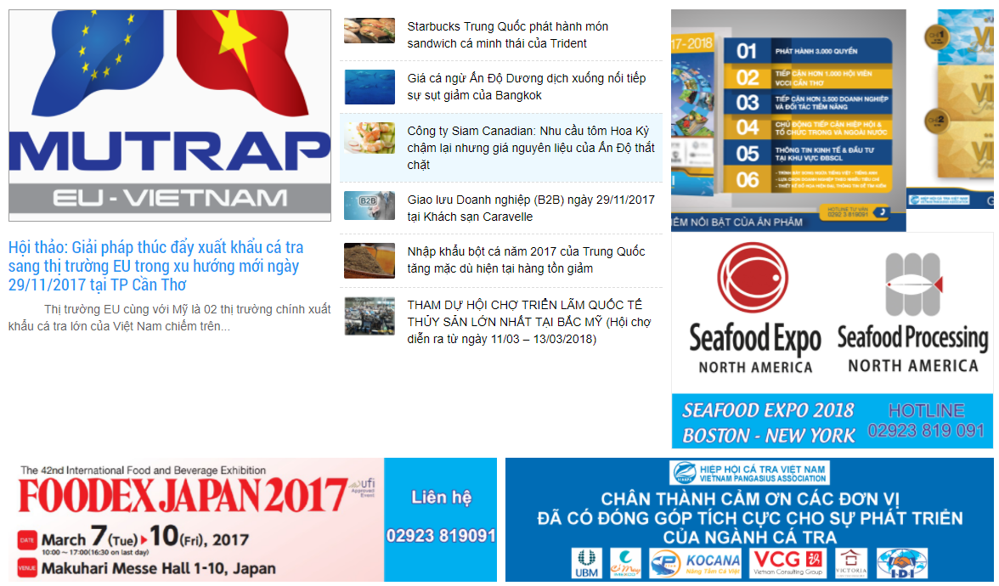 MUTRAP
EU - VIETNAM
Hội thảo: Giải pháp thúc đẩy xuất khẩu cá tra
sang thị trường EU trong xu hướng mới ngày
29/11/2017 tại TP Cần Thơ
Thị trường EU cùng với Mỹ là 02 thị trường chính xuất
khẩu cá tra lớn của Việt Nam chiếm trên...
Starbucks Trung Quốc phát hành món
sandwich cá minh thái của Trident
Giá cá ngừ Ấn Độ Dương dịch xuống nối tiếp
sự sụt giảm của Bangkok
Công ty Siam Canadian: Nhu cầu tôm Hoa Kỳ
chậm lại nhưng giá nguyên liệu của Ấn Độ thắt
chặt
B2B
Giao lưu Doanh nghiệp (B2B) ngày 29/11/2017
tại Khách sạn Caravelle
Nhập khẩu bột cá năm 2017 của Trung Quốc
tăng mặc dù hiện tại hàng tồn giảm
THAM DỰ HỘI CHỢ TRIỂN LÃM QUỐC TẾ
THỦY SẢN LỚN NHẤT TẠI BẮC MỸ (Hội chợ
diễn ra từ ngày 11/03 – 13/03/2018)
17-2018
01 PHÁT HÀNH 3.000 QUYỂN
02 TIẾP CẬN HƠN 1.000 HỘI VIÊN
VCCI CẦN THƠ
03 TIẾP CẬN HƠN 3.500 DOANH NGHIỆP
VÀ ĐỐI TÁC TIỀM NĂNG
04 CHỦ ĐỘNG TIẾP CẬN HIỆP HỘI &
TỔ CHỨC TRONG VÀ NGOÀI NƯỚC
05 THÔNG TIN KINH TẾ & ĐẦU TƯ
TẠI KHU VỰC ĐBSCL
06
HOTLINE TƯ VẤN
0292 3 819091
ĐIỂM NỔI BẬT CỦA ẤN PHẨM
HIỆP HỘI CÁ TRA VIỆT NAM
VIETNAM PANGASIUS ASSOCIATION
Seafood Expo
NORTH AMERICA
Seafood Processing
NORTH AMERICA
SEAFOOD EXPO 2018
BOSTON - NEW YORK
HOTLINE
02923 819 091
The 42nd International Food and Beverage Exhibition
FOODEX JAPAN 2017
ufi
Approved
Event
DATE March 7(Tue) 10(Fri), 2017
10:00 ~ 17:00(16:30 on last day)
VENUE Makuhari Messe Hall 1-10, Japan
Liên hệ
02923 819091
HIỆP HỘI CÁ TRA VIỆT NAM
VIETNAM PANGASIUS ASSOCIATION
CHÂN THÀNH CẢM ƠN CÁC ĐƠN VỊ
ĐÃ CÓ ĐÓNG GÓP TÍCH CỰC CHO SỰ PHÁT TRIỂN
CỦA NGÀNH CÁ TRA
UBM
KOCANA
Nâng Tầm Cá Việt
VCG
Vietnam Consulting Group
VICTORIA
I·D·I